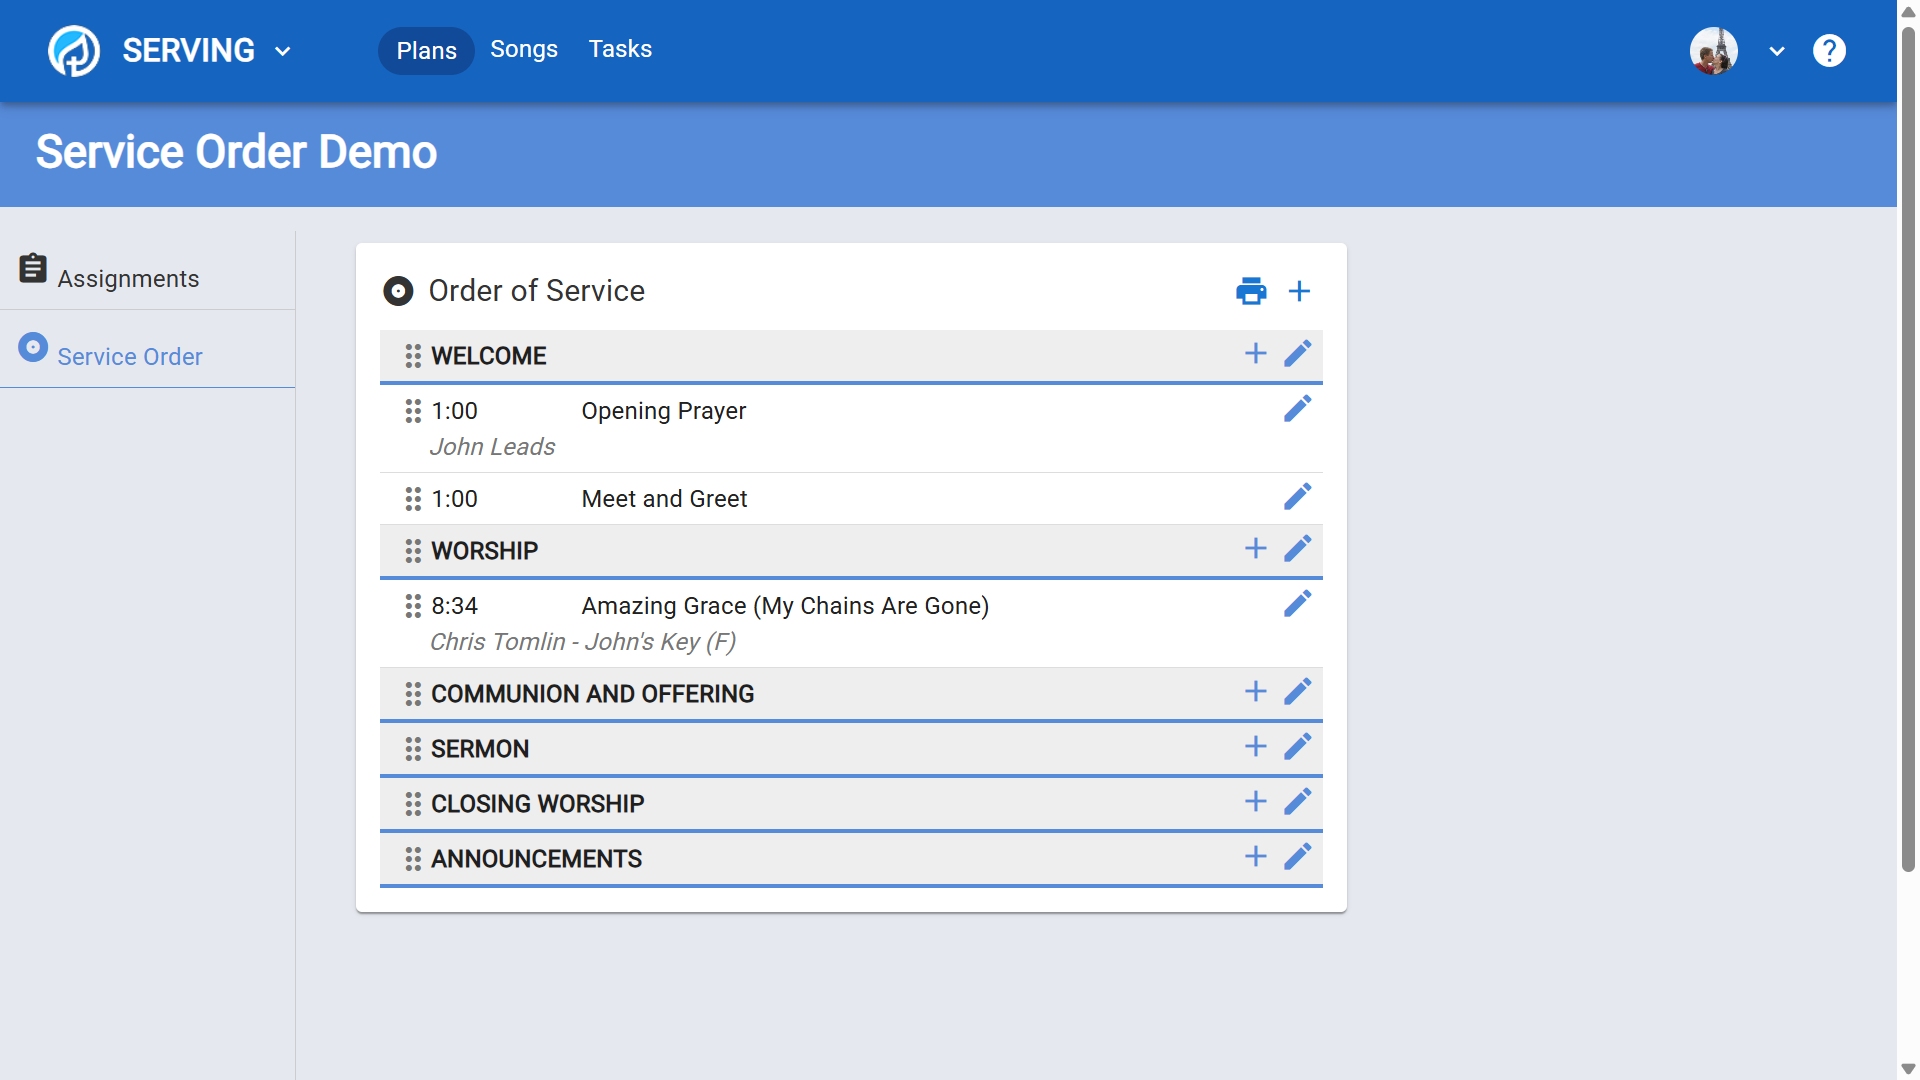 SERVING
Plans
Songs
Tasks
Service Order Demo
Assignments
Service Order
Order of Service
WELCOME
1:00 Opening Prayer
John Leads
1:00 Meet and Greet
WORSHIP
8:34 Amazing Grace (My Chains Are Gone)
Chris Tomlin - John's Key (F)
COMMUNION AND OFFERING
SERMON
CLOSING WORSHIP
ANNOUNCEMENTS